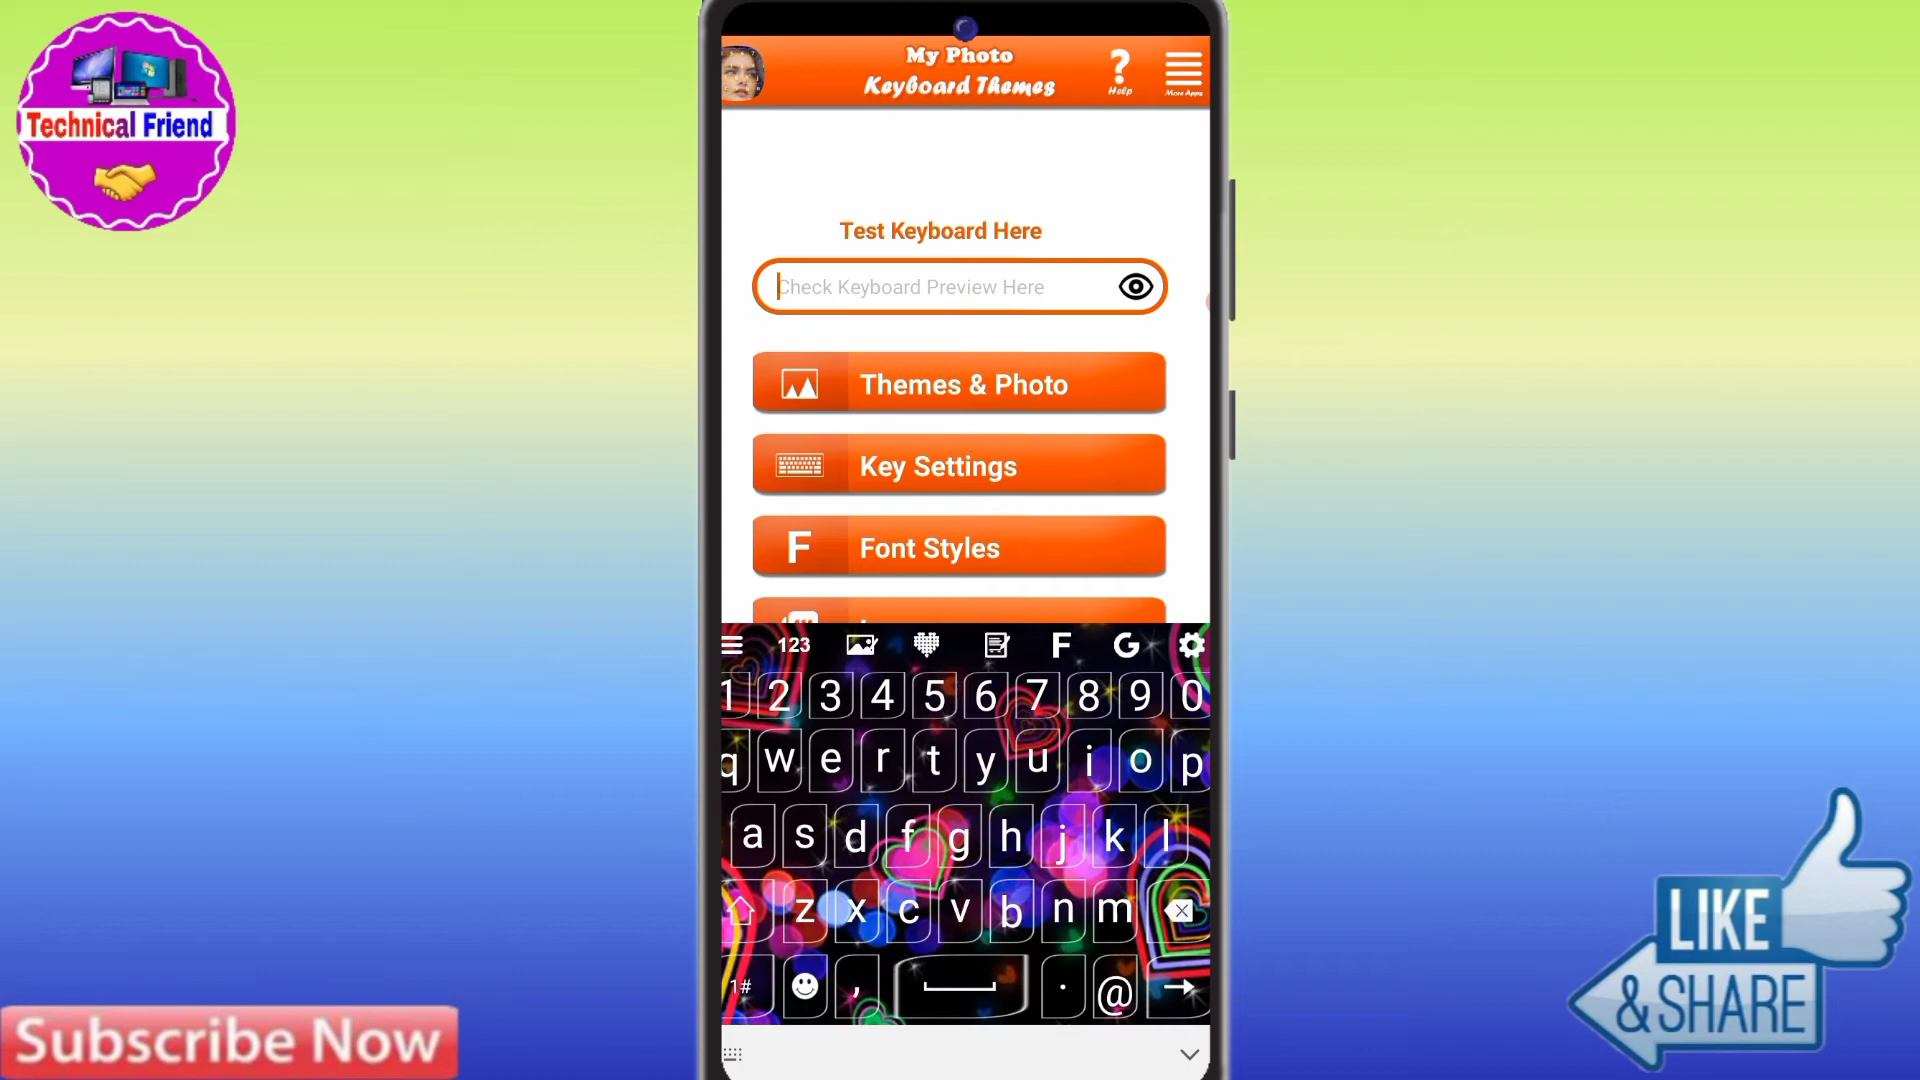 Technical Friend
My Photo
Keyboard Themes
Help
More Apps
Test Keyboard Here
Check Keyboard Preview Here
Themes & Photo
Key Settings
F Font Styles
123 F G
1 2 3 4 5 6 7 8 9 0
q w e r t y u i o p
a s d f g h j k l
z x c v b n m
1# , . @
LIKE
& SHARE
Subscribe Now